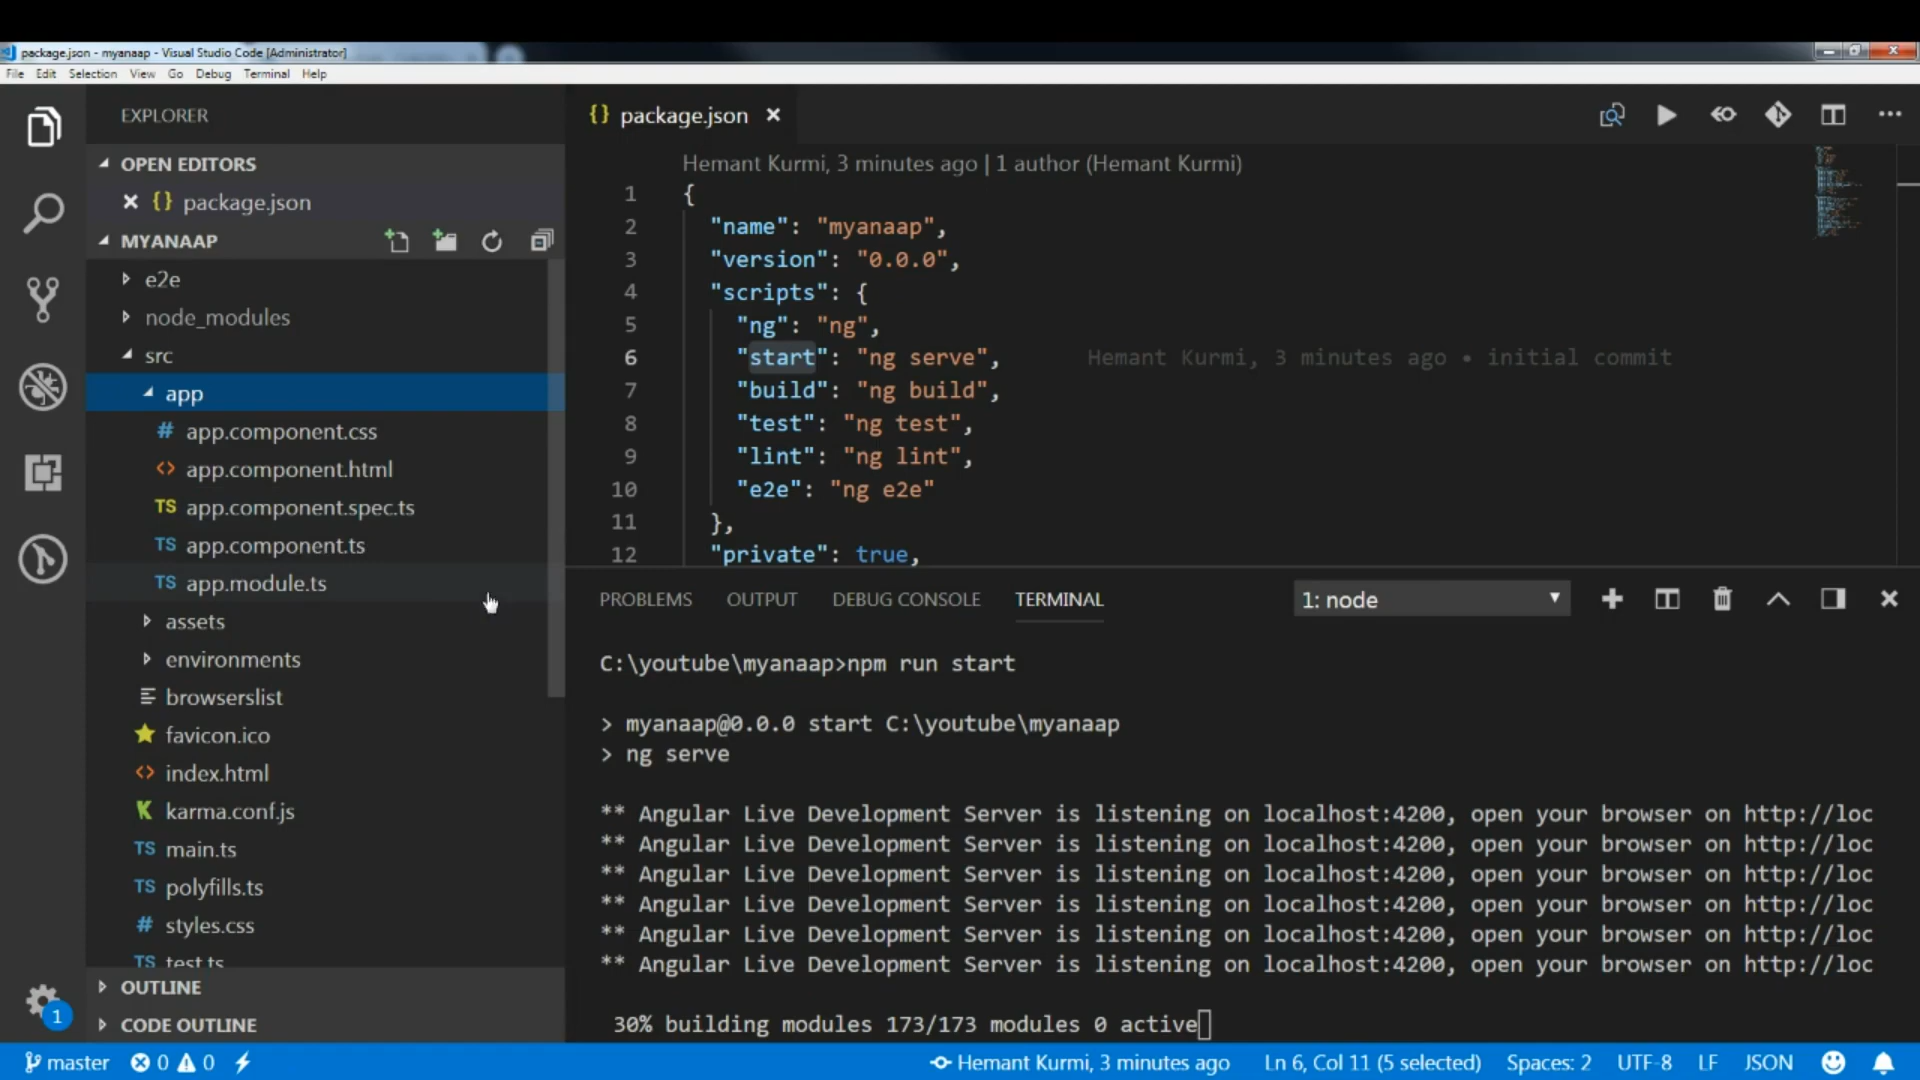 package.json - myanaap - Visual Studio Code [Administrator]
File Edit Selection View Go Debug Terminal Help
EXPLORER
OPEN EDITORS
{} package.json
MYANAAP
e2e
node_modules
src
app
# app.component.css
<> app.component.html
TS app.component.spec.ts
TS app.component.ts
TS app.module.ts
assets
environments
browserslist
favicon.ico
<> index.html
K karma.conf.js
TS main.ts
TS polyfills.ts
# styles.css
TS test.ts
OUTLINE
CODE OUTLINE
1
{} package.json
Hemant Kurmi, 3 minutes ago | 1 author (Hemant Kurmi)
1 {
2 "name": "myanaap",
3 "version": "0.0.0",
4 "scripts": {
5 "ng": "ng",
6 "start": "ng serve", Hemant Kurmi, 3 minutes ago • initial commit
7 "build": "ng build",
8 "test": "ng test",
9 "lint": "ng lint",
10 "e2e": "ng e2e"
11 },
12 "private": true,
PROBLEMS OUTPUT DEBUG CONSOLE TERMINAL 1: node
C:\youtube\myanaap>npm run start
> myanaap@0.0.0 start C:\youtube\myanaap
> ng serve
** Angular Live Development Server is listening on localhost:4200, open your browser on http://loc
** Angular Live Development Server is listening on localhost:4200, open your browser on http://loc
** Angular Live Development Server is listening on localhost:4200, open your browser on http://loc
** Angular Live Development Server is listening on localhost:4200, open your browser on http://loc
** Angular Live Development Server is listening on localhost:4200, open your browser on http://loc
** Angular Live Development Server is listening on localhost:4200, open your browser on http://loc
30% building modules 173/173 modules 0 active
master 0 0 Hemant Kurmi, 3 minutes ago Ln 6, Col 11 (5 selected) Spaces: 2 UTF-8 LF JSON